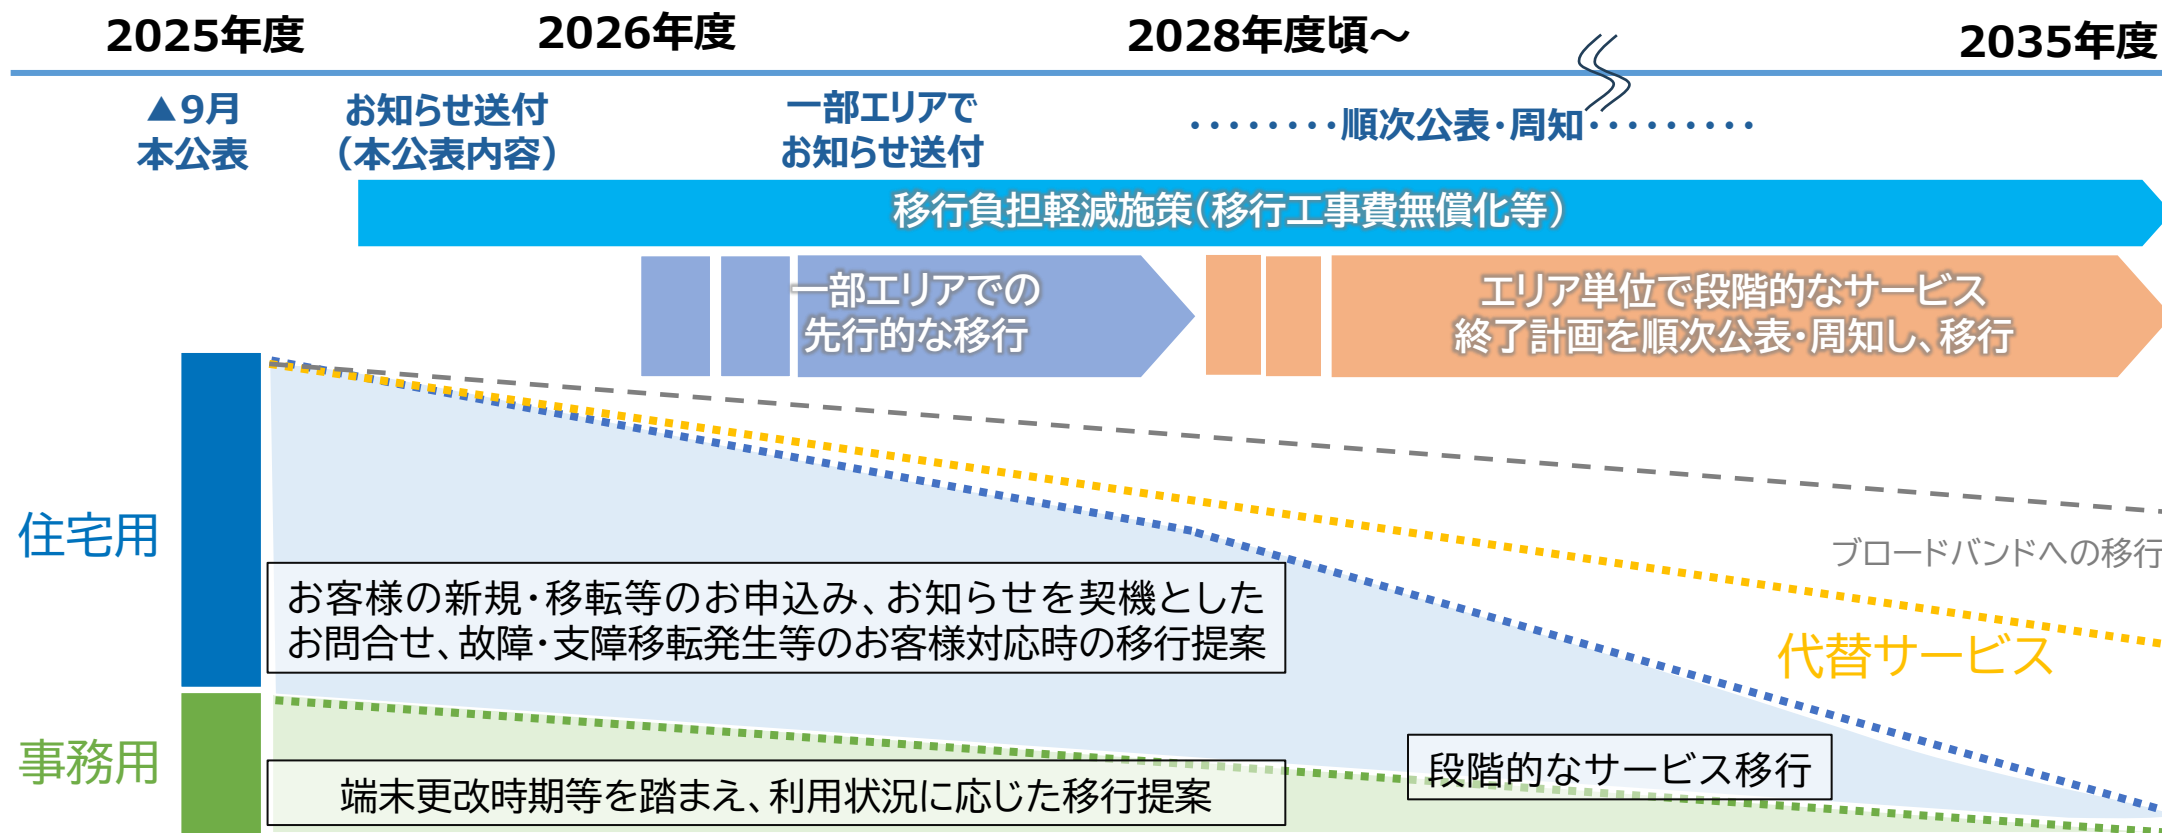 2025年度
2026年度
2028年度頃～
2035年度
▲9月
本公表
お知らせ送付
（本公表内容）
一部エリアで
お知らせ送付
········順次公表・周知·········
移行負担軽減施策（移行工事費無償化等）
一部エリアでの
先行的な移行
エリア単位で段階的なサービス
終了計画を順次公表・周知し、移行
住宅用
ブロードバンドへの移行
お客様の新規・移転等のお申込み、お知らせを契機とした
お問合せ、故障・支障移転発生等のお客様対応時の移行提案
代替サービス
事務用
段階的なサービス移行
端末更改時期等を踏まえ、利用状況に応じた移行提案